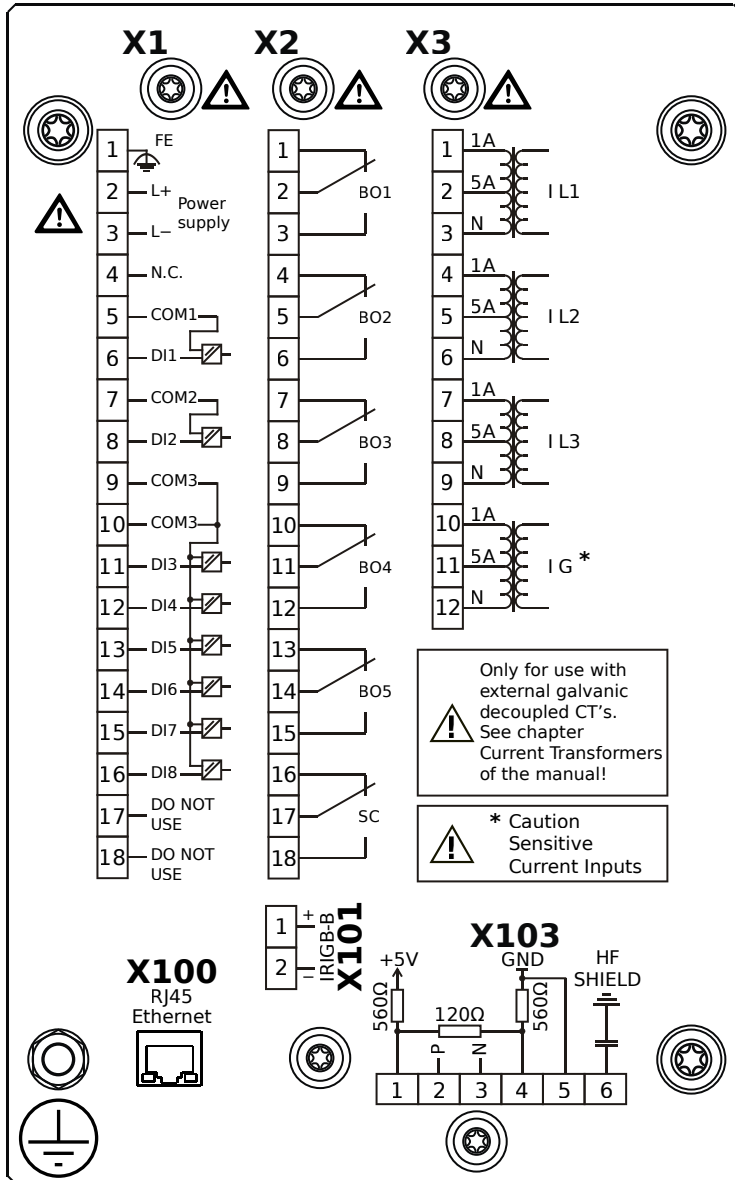 X1
X2
X3
1
FE
2
L+
Power
supply
3
L−
4
N.C.
5
COM1
6
DI1
7
COM2
8
DI2
9
COM3
10
COM3
11
DI3
12
DI4
13
DI5
14
DI6
15
DI7
16
DI8
17
DO NOT
USE
18
DO NOT
USE
1
2
BO1
3
4
5
BO2
6
7
8
BO3
9
10
11
BO4
12
13
14
BO5
15
16
17
SC
18
1
1A
2
5A
I L1
3
N
4
1A
5
5A
I L2
6
N
7
1A
8
5A
I L3
9
N
10
1A
11
5A
I G *
12
N
Only for use with
external galvanic
decoupled CT's.
See chapter
Current Transformers
of the manual!
* Caution
Sensitive
Current Inputs
1
+
2
−
IRIGB-B
X101
X100
RJ45
Ethernet
X103
+5V
GND
HF
SHIELD
560Ω
120Ω
560Ω
P
N
1
2
3
4
5
6